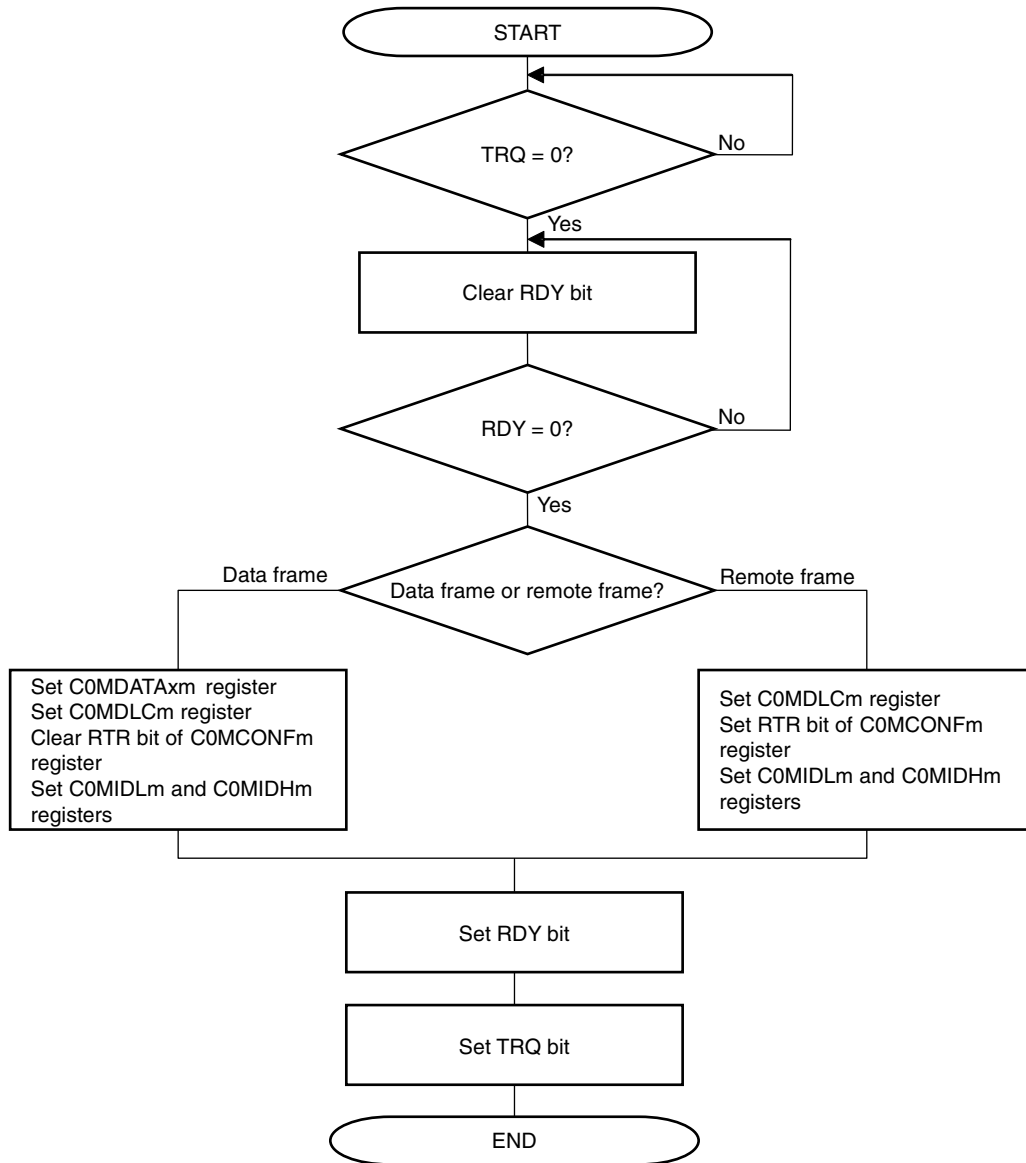 START
TRQ = 0?
No
Yes
Clear RDY bit
RDY = 0?
No
Yes
Data frame
Data frame or remote frame?
Remote frame
Set C0MDATAxm register
Set C0MDLCm register
Clear RTR bit of C0MCONFm
register
Set C0MIDLm and C0MIDHm
registers
Set C0MDLCm register
Set RTR bit of C0MCONFm
register
Set C0MIDLm and C0MIDHm
registers
Set RDY bit
Set TRQ bit
END